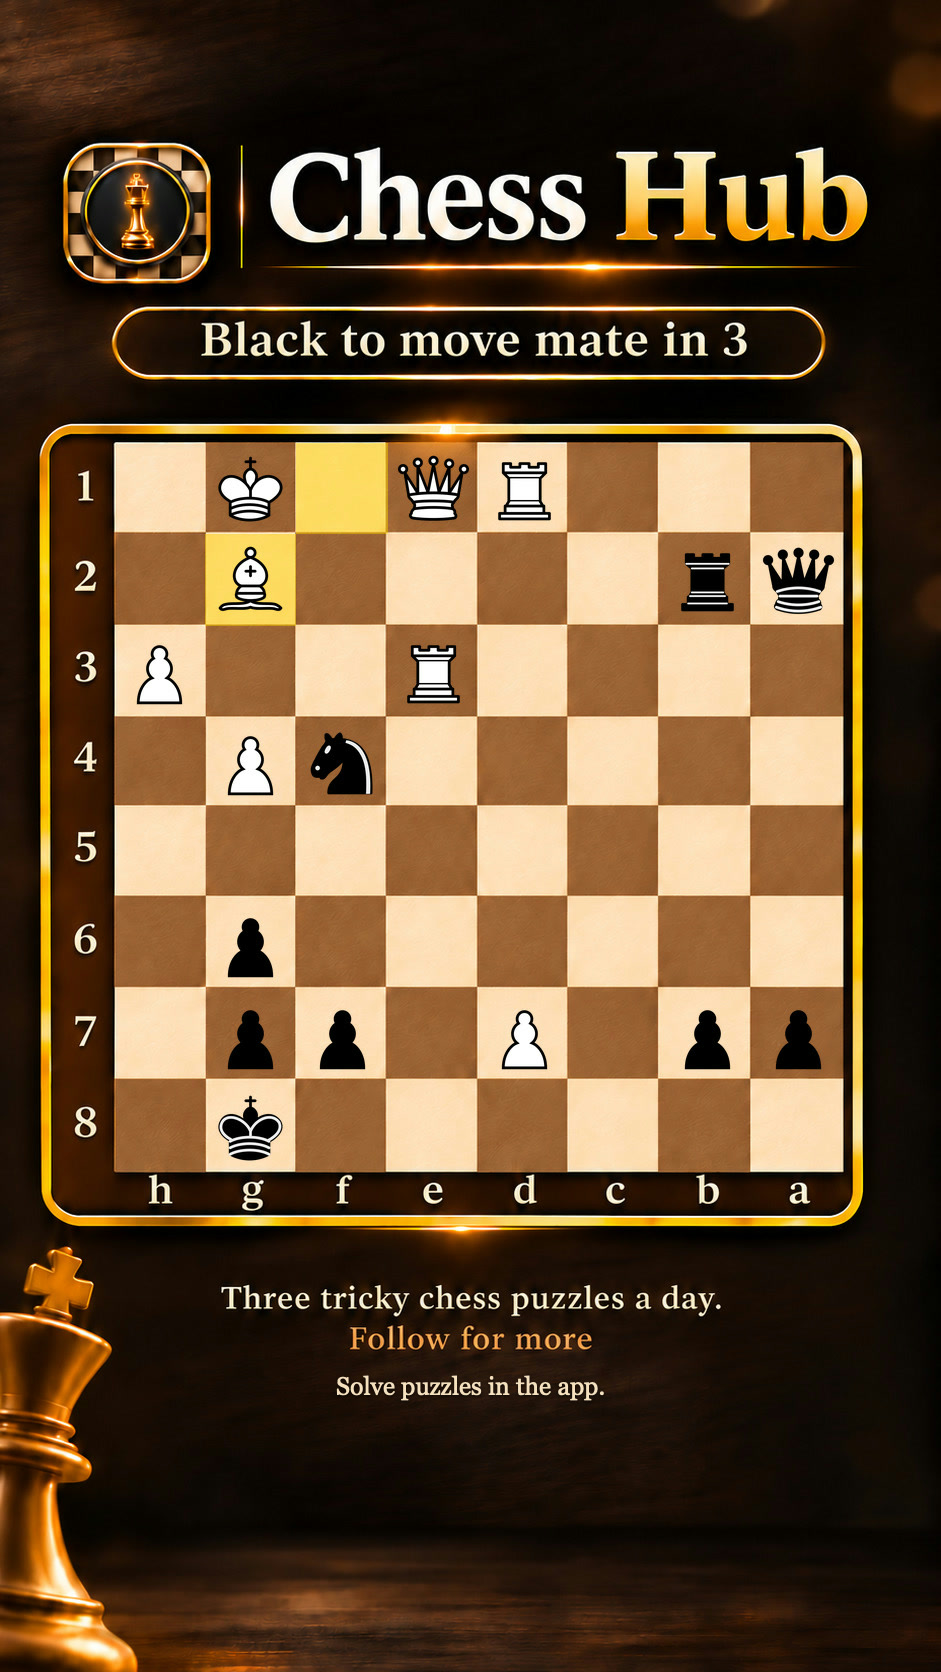 Chess Hub
Black to move mate in 3
1
2
3
4
5
6
7
8
h g f e d c b a
Three tricky chess puzzles a day.
Follow for more
Solve puzzles in the app.